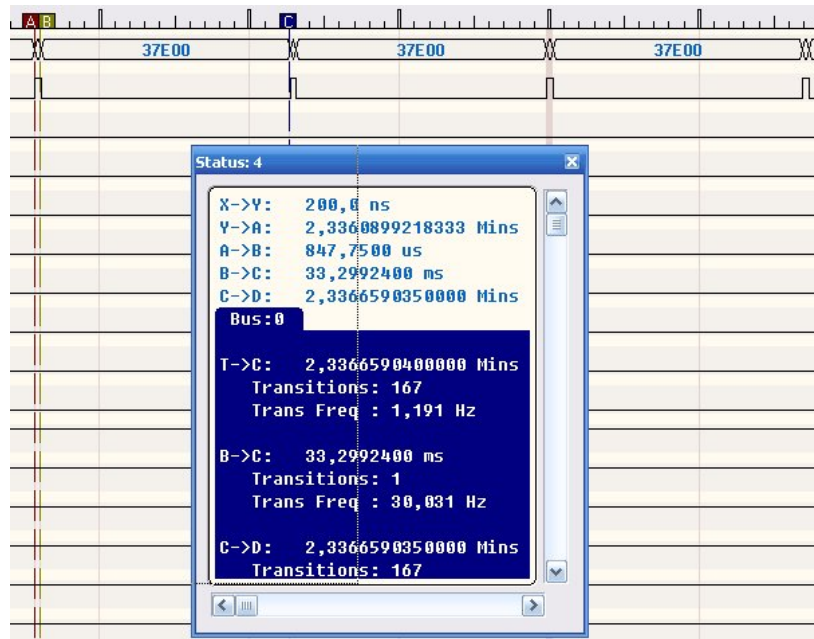 A B C
37E00 37E00 37E00
Status: 4
X->Y: 200,0 ns
Y->A: 2,3360899218333 Mins
A->B: 847,7500 us
B->C: 33,2992400 ms
C->D: 2,3366590350000 Mins
Bus:0
T->C: 2,3366590400000 Mins
Transitions: 167
Trans Freq : 1,191 Hz
B->C: 33,2992400 ms
Transitions: 1
Trans Freq : 30,031 Hz
C->D: 2,3366590350000 Mins
Transitions: 167